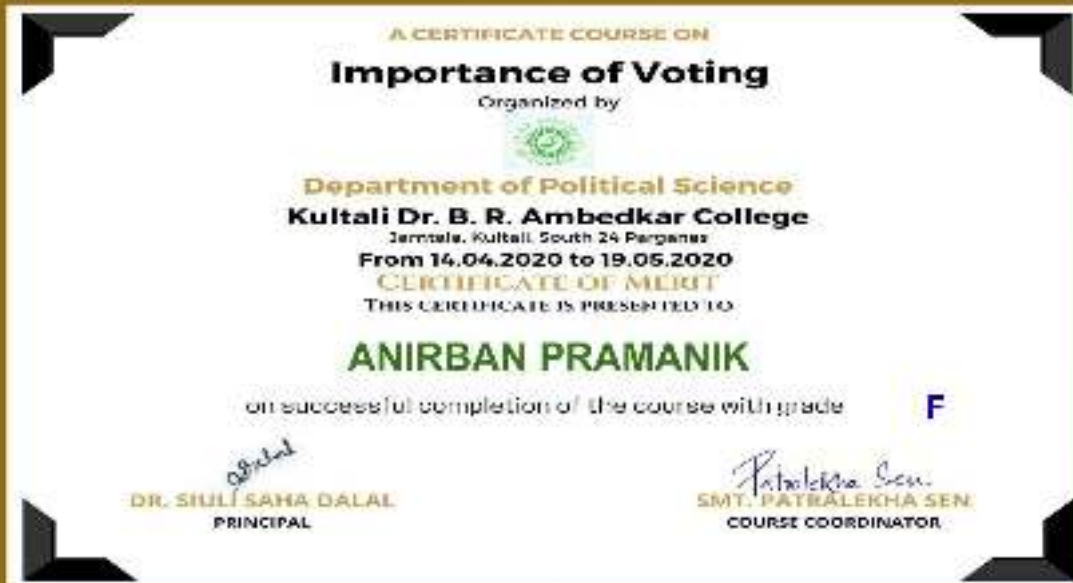 A CERTIFICATE COURSE ON
Importance of Voting
Organized by
Department of Political Science
Kultali Dr. B. R. Ambedkar College
Jamtala, Kultali, South 24 Parganas
From 14.04.2020 to 19.05.2020
CERTIFICATE OF MERIT
THIS CERTIFICATE IS PRESENTED TO
ANIRBAN PRAMANIK
on successful completion of the course with grade F
Patralekha Sen.
DR. SIULI SAHA DALAL
SMT. PATRALEKHA SEN
PRINCIPAL
COURSE COORDINATOR